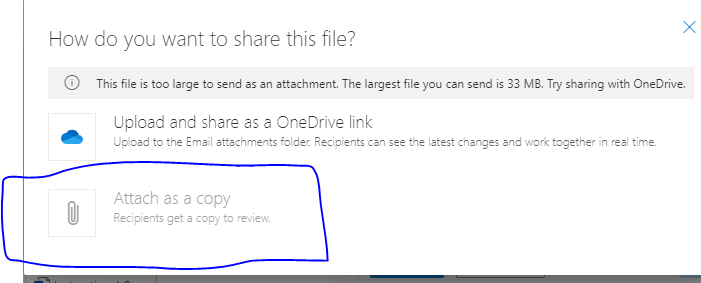 How do you want to share this file?
This file is too large to send as an attachment. The largest file you can send is 33 MB. Try sharing with OneDrive.
Upload and share as a OneDrive link
Upload to the Email attachments folder. Recipients can see the latest changes and work together in real time.
Attach as a copy
Recipients get a copy to review.